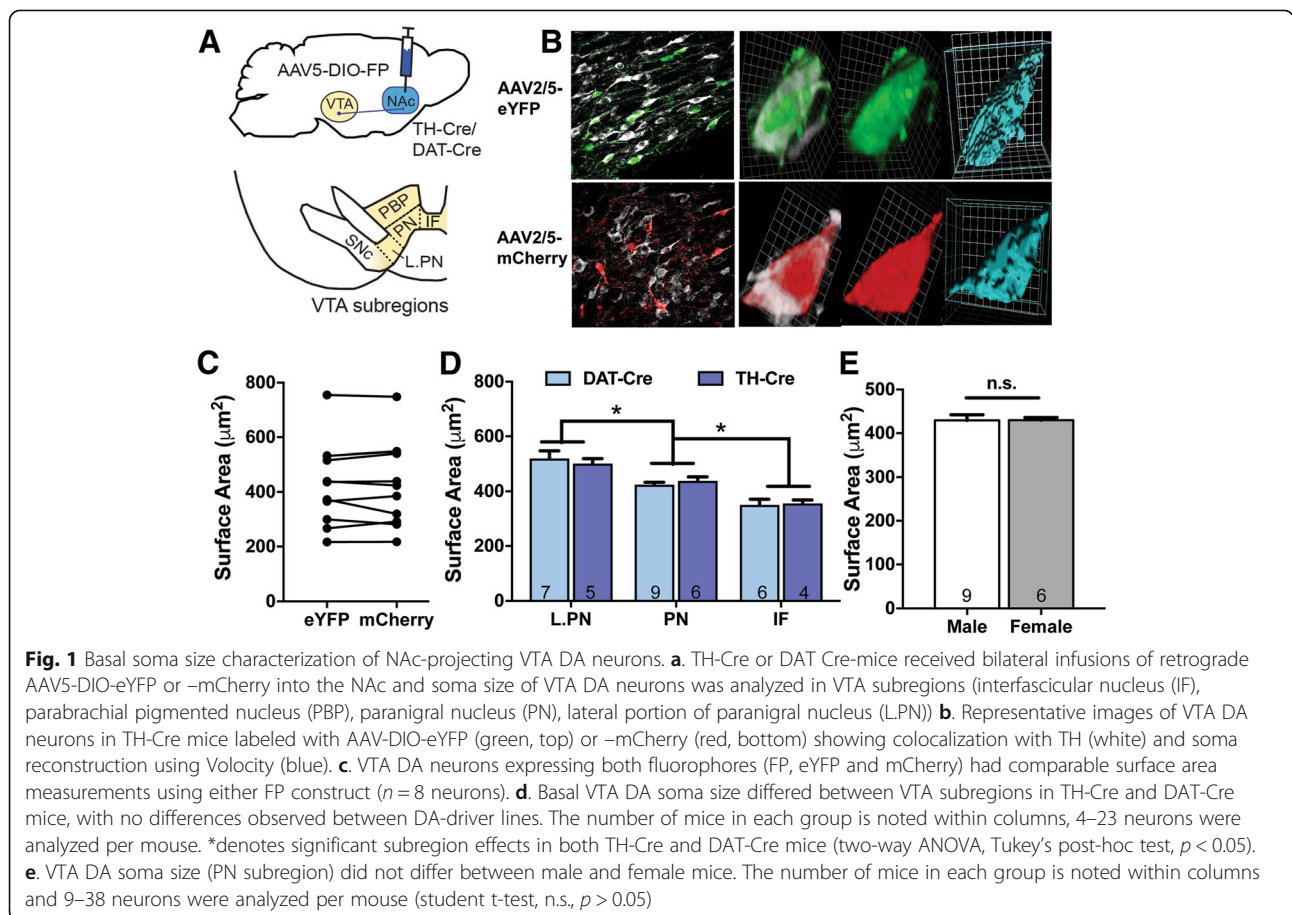 A
AAV5-DIO-FP
VTA
NAc
TH-Cre/
DAT-Cre
PBP
PN
IF
SNc
L.PN
VTA subregions
B
AAV2/5-
eYFP
AAV2/5-
mCherry
C
Surface Area (μm²)
800
600
400
200
0
eYFP mCherry
D
DAT-Cre TH-Cre
Surface Area (μm²)
800
600
400
200
0
*
*
7 5 9 6 6 4
L.PN PN IF
E
n.s.
Surface Area (μm²)
500
400
300
200
100
0
9 6
Male Female
Fig. 1 Basal soma size characterization of NAc-projecting VTA DA neurons. a. TH-Cre or DAT Cre-mice received bilateral infusions of retrograde
AAV5-DIO-eYFP or –mCherry into the NAc and soma size of VTA DA neurons was analyzed in VTA subregions (interfascicular nucleus (IF),
parabrachial pigmented nucleus (PBP), paranigral nucleus (PN), lateral portion of paranigral nucleus (L.PN)) b. Representative images of VTA DA
neurons in TH-Cre mice labeled with AAV-DIO-eYFP (green, top) or –mCherry (red, bottom) showing colocalization with TH (white) and soma
reconstruction using Volocity (blue). c. VTA DA neurons expressing both fluorophores (FP, eYFP and mCherry) had comparable surface area
measurements using either FP construct (n = 8 neurons). d. Basal VTA DA soma size differed between VTA subregions in TH-Cre and DAT-Cre
mice, with no differences observed between DA-driver lines. The number of mice in each group is noted within columns, 4–23 neurons were
analyzed per mouse. *denotes significant subregion effects in both TH-Cre and DAT-Cre mice (two-way ANOVA, Tukey's post-hoc test, p < 0.05).
e. VTA DA soma size (PN subregion) did not differ between male and female mice. The number of mice in each group is noted within columns
and 9–38 neurons were analyzed per mouse (student t-test, n.s., p > 0.05)